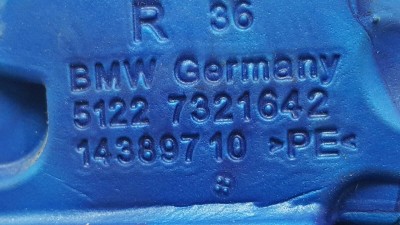 R 36
BMW Germany
5122 7321642
14389710 >PE<